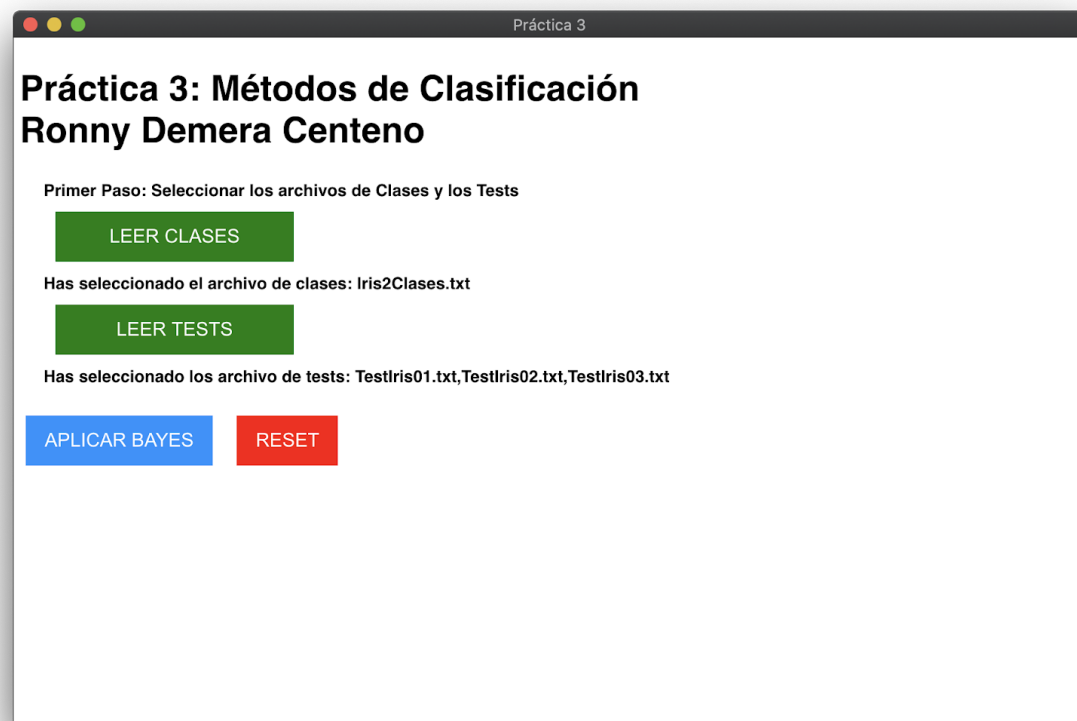 Práctica 3
Práctica 3: Métodos de Clasificación
Ronny Demera Centeno
Primer Paso: Seleccionar los archivos de Clases y los Tests
LEER CLASES
Has seleccionado el archivo de clases: Iris2Clases.txt
LEER TESTS
Has seleccionado los archivo de tests: TestIris01.txt,TestIris02.txt,TestIris03.txt
APLICAR BAYES RESET